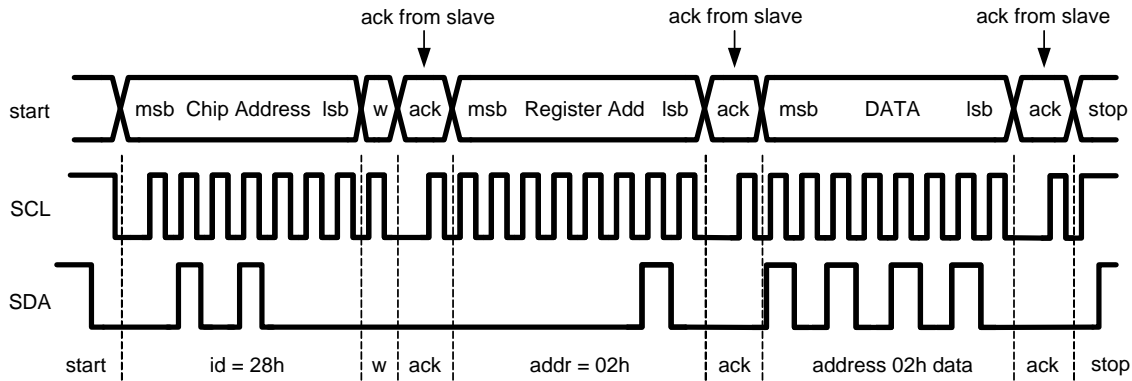 ack from slave ack from slave ack from slave
start msb Chip Address lsb w ack msb Register Add lsb ack msb DATA lsb ack stop
SCL
SDA
start id = 28h w ack addr = 02h ack address 02h data ack stop